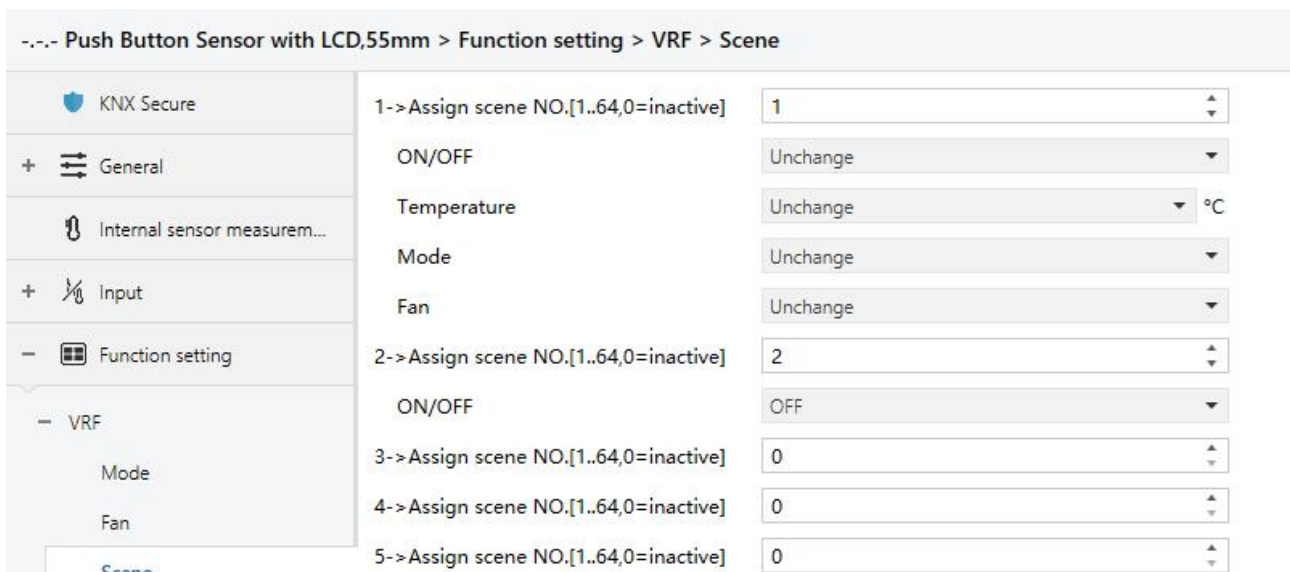 -.-.- Push Button Sensor with LCD,55mm > Function setting > VRF > Scene
KNX Secure
+ General
Internal sensor measurem...
+ Input
− Function setting
− VRF
Mode
Fan
Scene
1->Assign scene NO.[1..64,0=inactive] 1
ON/OFF Unchange
Temperature Unchange °C
Mode Unchange
Fan Unchange
2->Assign scene NO.[1..64,0=inactive] 2
ON/OFF OFF
3->Assign scene NO.[1..64,0=inactive] 0
4->Assign scene NO.[1..64,0=inactive] 0
5->Assign scene NO.[1..64,0=inactive] 0